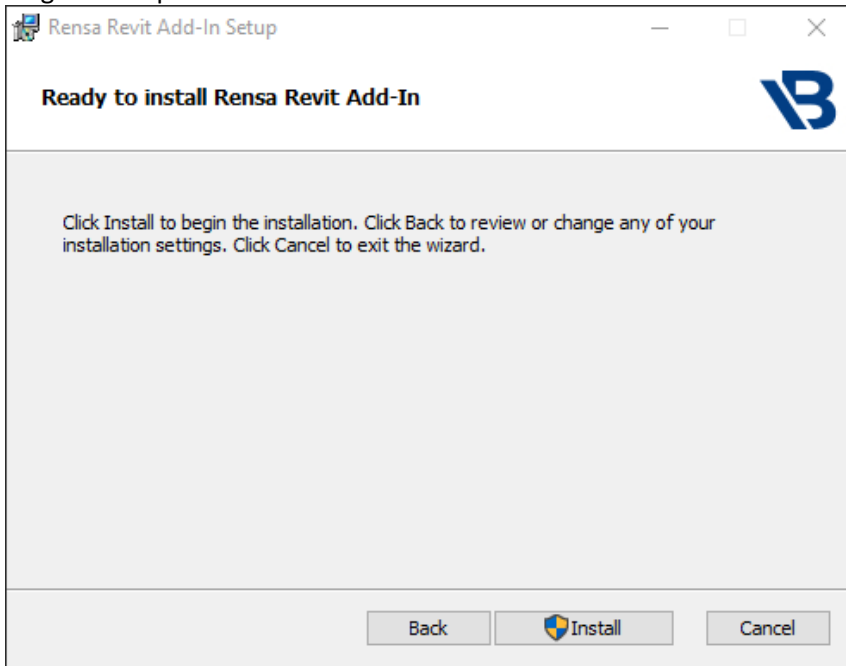 Rensa Revit Add-In Setup
Ready to install Rensa Revit Add-In
Click Install to begin the installation. Click Back to review or change any of your
installation settings. Click Cancel to exit the wizard.
Back
Install
Cancel